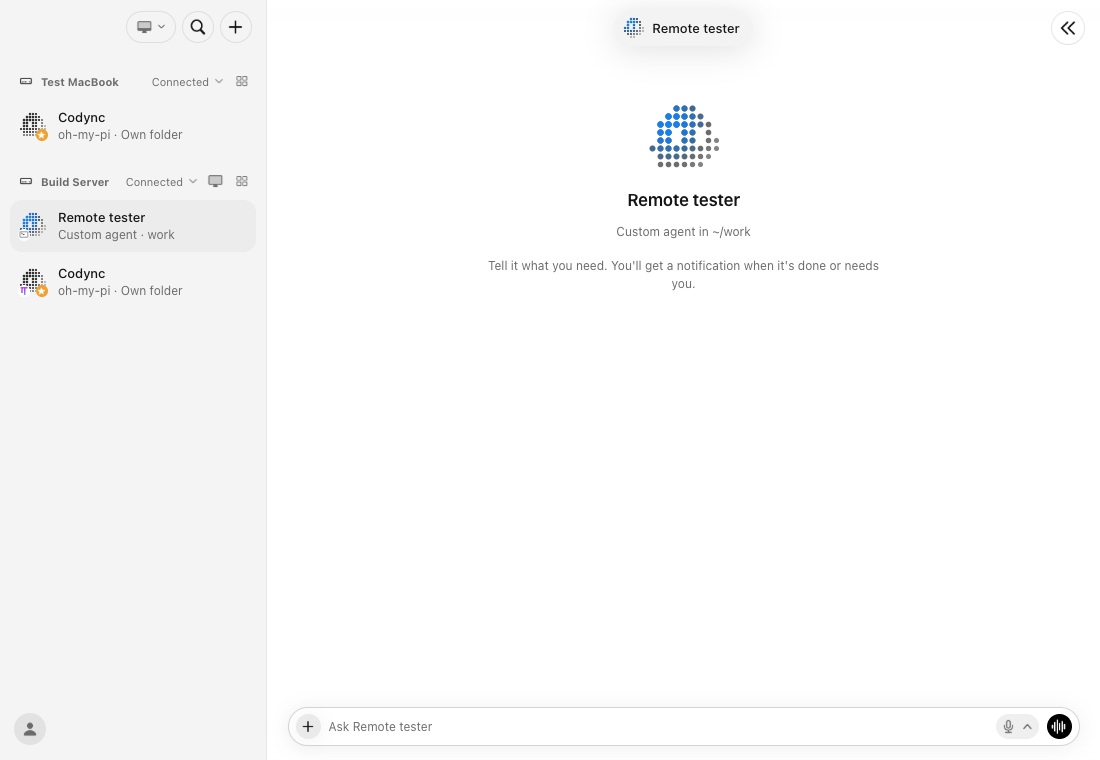 Remote tester
Test MacBook
Connected
Codync
oh-my-pi · Own folder
Build Server
Connected
Remote tester
Custom agent · work
Codync
oh-my-pi · Own folder
Remote tester
Custom agent in ~/work
Tell it what you need. You'll get a notification when it's done or needs
you.
Ask Remote tester